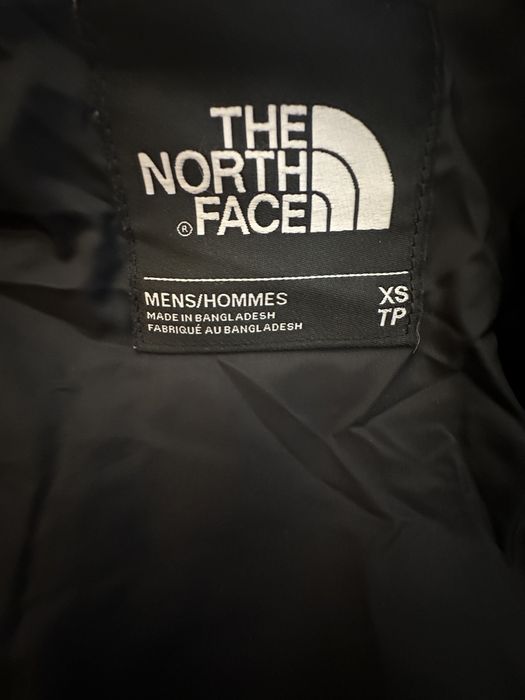 THE
NORTH
® FACE
MENS/HOMMES XS
MADE IN BANGLADESH TP
FABRIQUÉ AU BANGLADESH